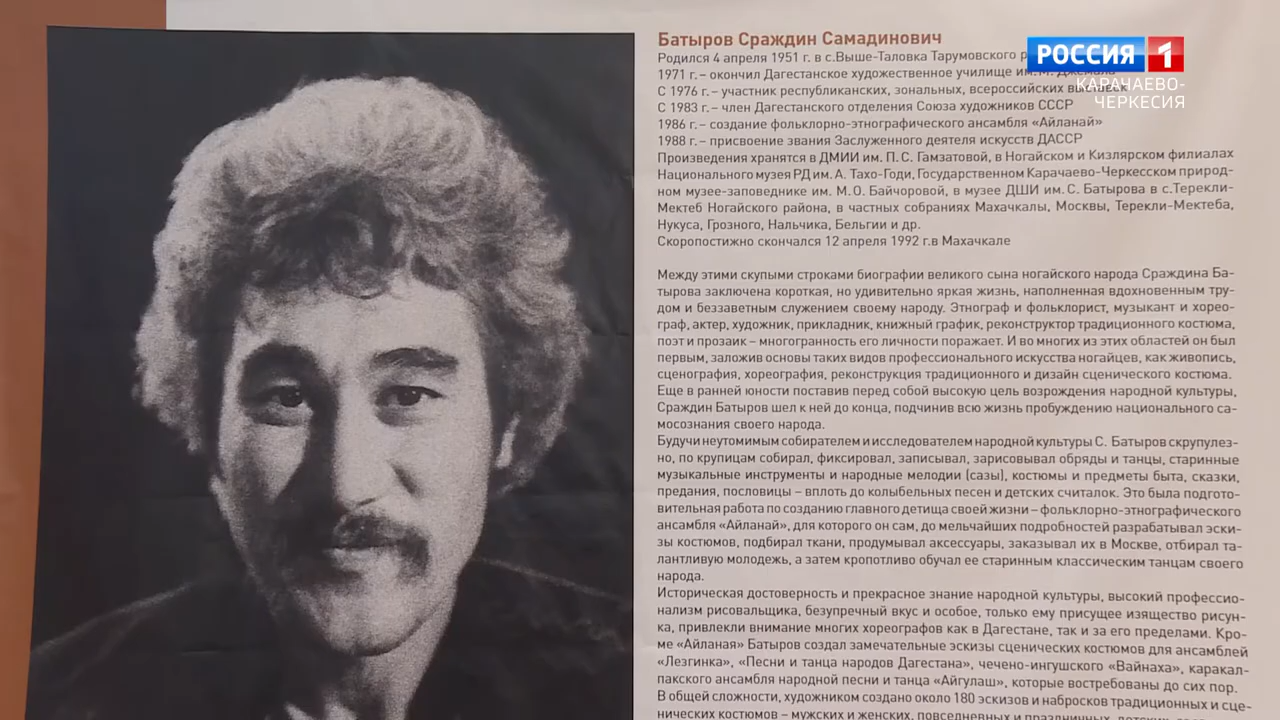 Батыров Сраждин Самадинович
Родился 4 апреля 1951 г. в с.Выше-Таловка Тарумовского
РОССИЯ 1
КАРАЧАЕВО-
ЧЕРКЕСИЯ
1971 г. – окончил Дагестанское художественное училище им. М. Джемала
С 1976 г. – участник республиканских, зональных, всероссийских выставок
С 1983 г. – член Дагестанского отделения Союза художников СССР
1986 г. – создание фольклорно-этнографического ансамбля «Айланай»
1988 г. – присвоение звания Заслуженного деятеля искусств ДАССР
Произведения хранятся в ДМИИ им. П.С. Гамзатовой, в Ногайском и Кизлярском филиалах
Национального музея РД им. А. Тахо-Годи, Государственном Карачаево-Черкесском природ-
ном музее-заповеднике им. М.О. Байчоровой, в музее ДШИ им. С. Батырова в с.Терекли-
Мектеб Ногайского района, в частных собраниях Махачкалы, Москвы, Терекли-Мектеба,
Нукуса, Грозного, Нальчика, Бельгии и др.
Скоропостижно скончался 12 апреля 1992 г.в Махачкале
Между этими скупыми строками биографии великого сына ногайского народа Сраждина Ба-
тырова заключена короткая, но удивительно яркая жизнь, наполненная вдохновенным тру-
дом и беззаветным служением своему народу. Этнограф и фольклорист, музыкант и хорео-
граф, актер, художник, прикладник, книжный график, реконструктор традиционного костюма,
поэт и прозаик – многогранность его личности поражает. И во многих из этих областей он был
первым, заложив основы таких видов профессионального искусства ногайцев, как живопись,
сценография, хореография, реконструкция традиционного и дизайн сценического костюма.
Еще в ранней юности поставив перед собой высокую цель возрождения народной культуры,
Сраждин Батыров шел к ней до конца, подчинив всю жизнь пробуждению национального са-
мосознания своего народа.
Будучи неутомимым собирателем и исследователем народной культуры С. Батыров скрупулез-
но, по крупицам собирал, фиксировал, записывал, зарисовывал обряды и танцы, старинные
музыкальные инструменты и народные мелодии (сазы), костюмы и предметы быта, сказки,
предания, пословицы – вплоть до колыбельных песен и детских считалок. Это была подгото-
вительная работа по созданию главного детища своей жизни – фольклорно-этнографического
ансамбля «Айланай», для которого он сам, до мельчайших подробностей разрабатывал эски-
зы костюмов, подбирал ткани, продумывал аксессуары, заказывал их в Москве, отбирал та-
лантливую молодежь, а затем кропотливо обучал ее старинным классическим танцам своего
народа.
Историческая достоверность и прекрасное знание народной культуры, высокий професси-
онализм рисовальщика, безупречный вкус и особое, только ему присущее изящество рисун-
ка, привлекли внимание многих хореографов как в Дагестане, так и за его пределами. Кро-
ме «Айланая» Батыров создал замечательные эскизы сценических костюмов для ансамблей
«Лезгинка», «Песни и танца народов Дагестана», чечено-ингушского «Вайнаха», каракал-
пакского ансамбля народной песни и танца «Айгулаш», которые востребованы до сих пор.
В общей сложности, художником создано около 180 эскизов и набросков традиционных и сце-
нических костюмов – мужских и женских, повседневных и праздничных, детских